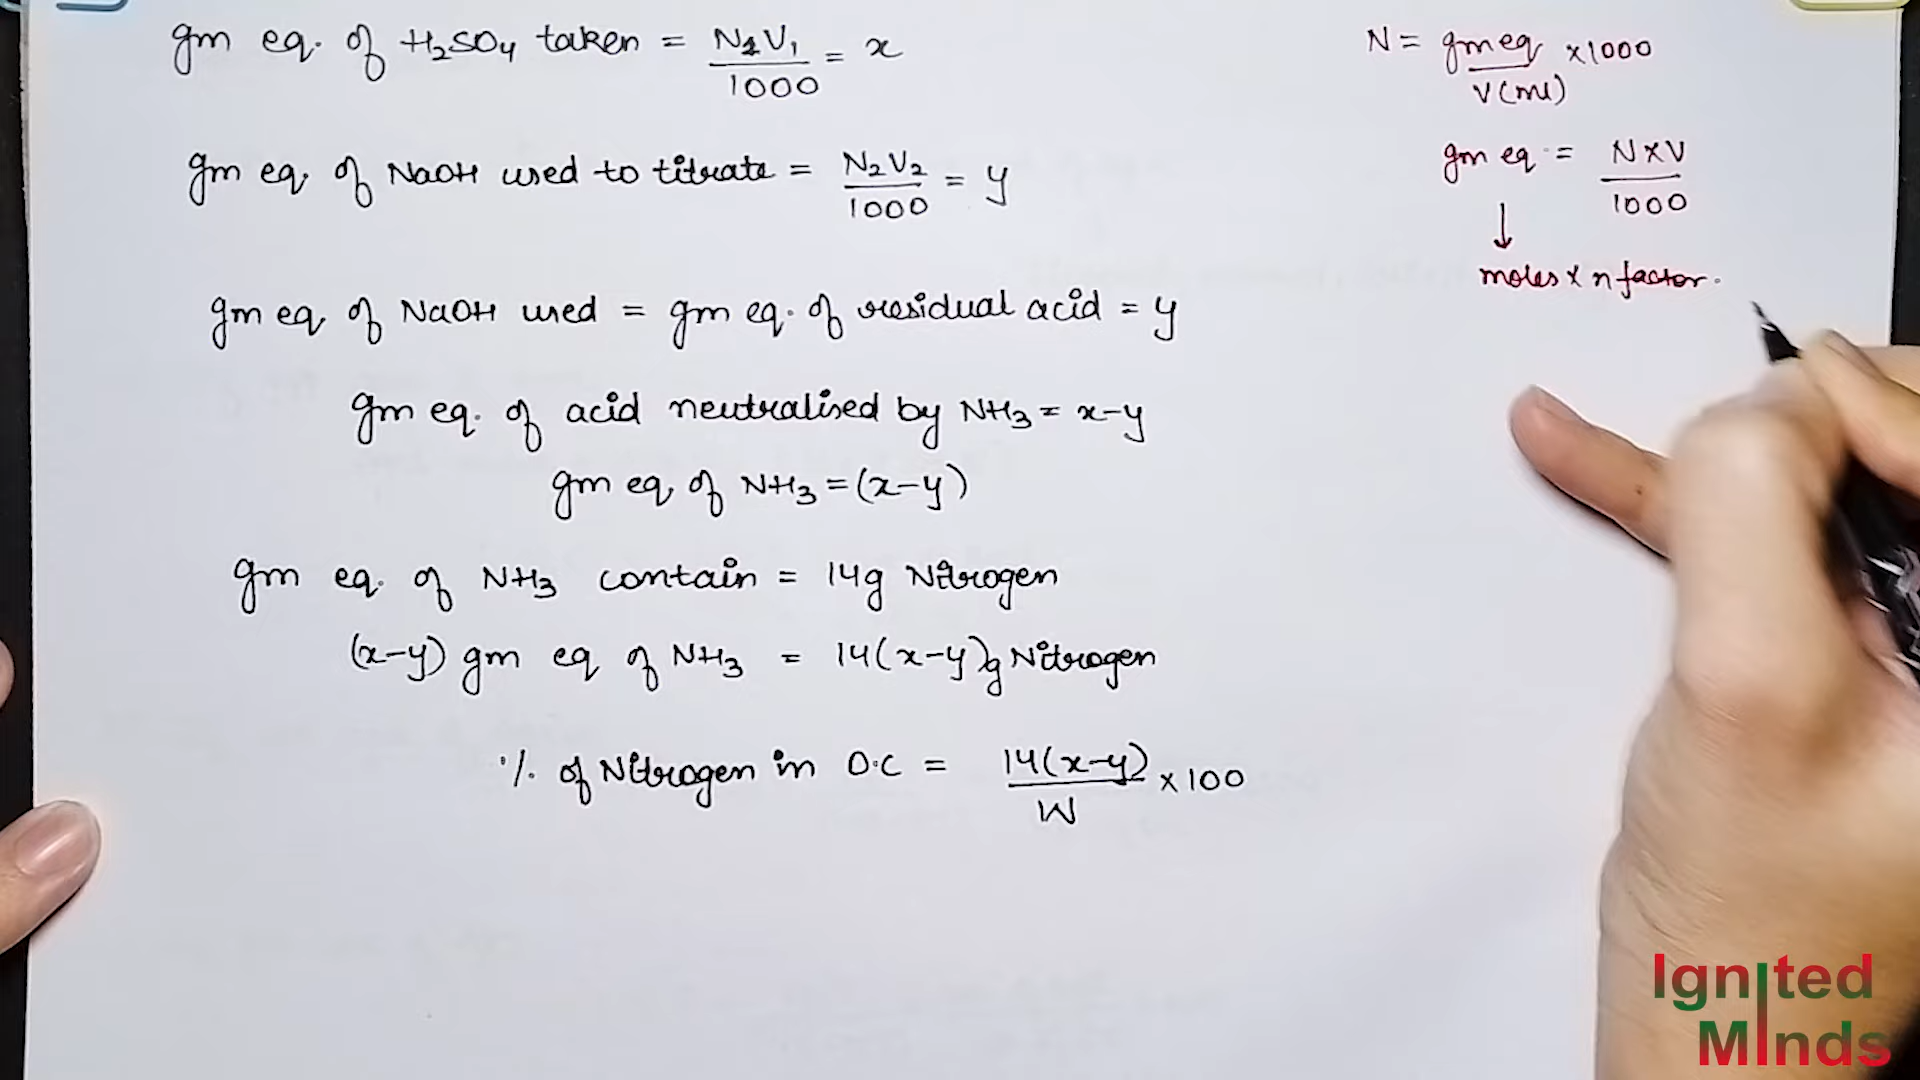 gm eq. of H₂SO₄ taken = N₁V₁/1000 = x
gm eq of NaOH used to titrate = N₂V₂/1000 = y
gm eq of NaOH used = gm eq. of residual acid = y
gm eq. of acid neutralised by NH₃ = x-y
gm eq of NH₃ = (x-y)
gm eq. of NH₃ contain = 14g Nitrogen
(x-y) gm eq of NH₃ = 14(x-y)g Nitrogen
% of Nitrogen in O.C = 14(x-y)/W x 100
N = gm eq/V(ml) x1000
gm eq = NxV/1000
↓
moles x n factor.
Ignited
Minds